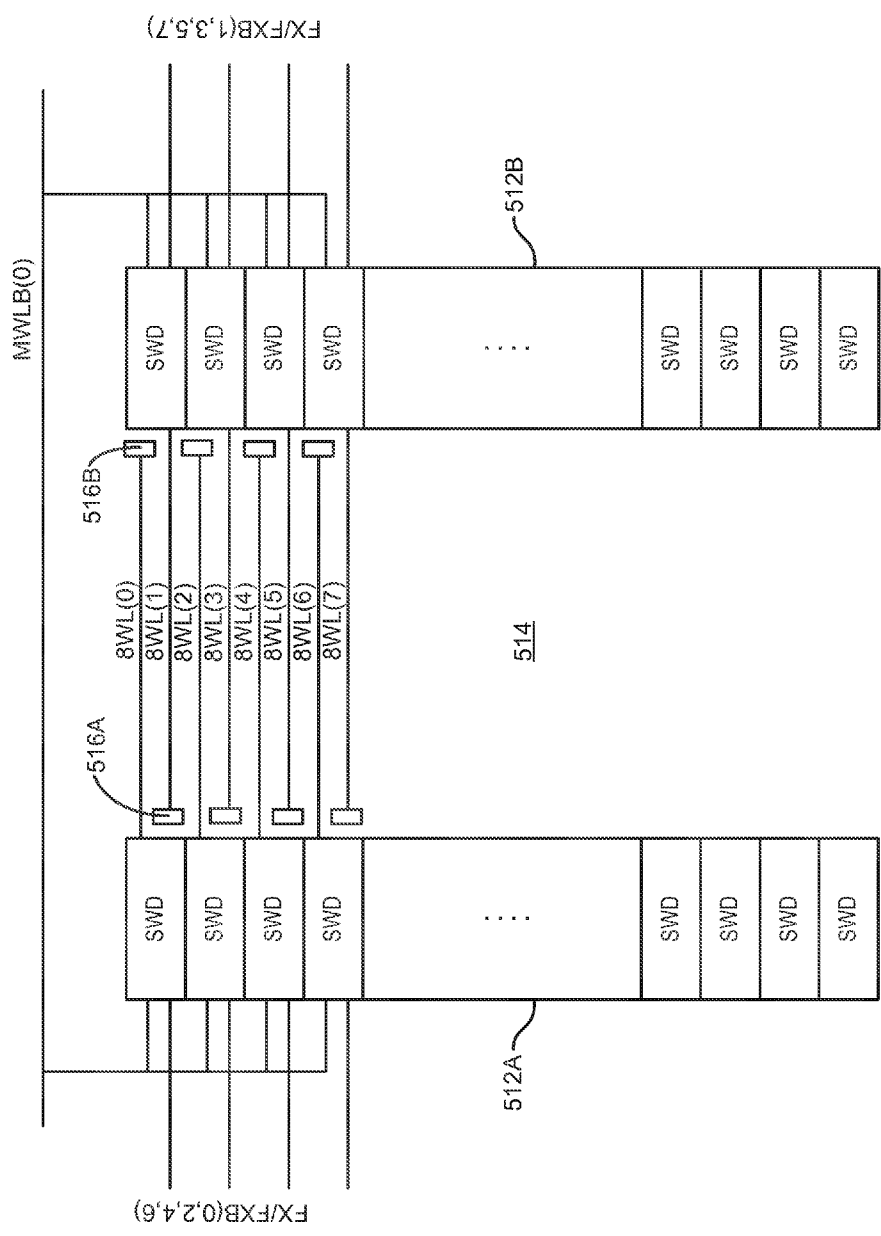 MWLB(0)
FX/FXB(0,2,4,6)
FX/FXB(1,3,5,7)
516A
516B
8WL(0)
8WL(1)
8WL(2)
8WL(3)
8WL(4)
8WL(5)
8WL(6)
8WL(7)
SWD
SWD
SWD
SWD
SWD
SWD
SWD
SWD
. . . .
. . . .
512A
514
512B
SWD
SWD
SWD
SWD
SWD
SWD
SWD
SWD